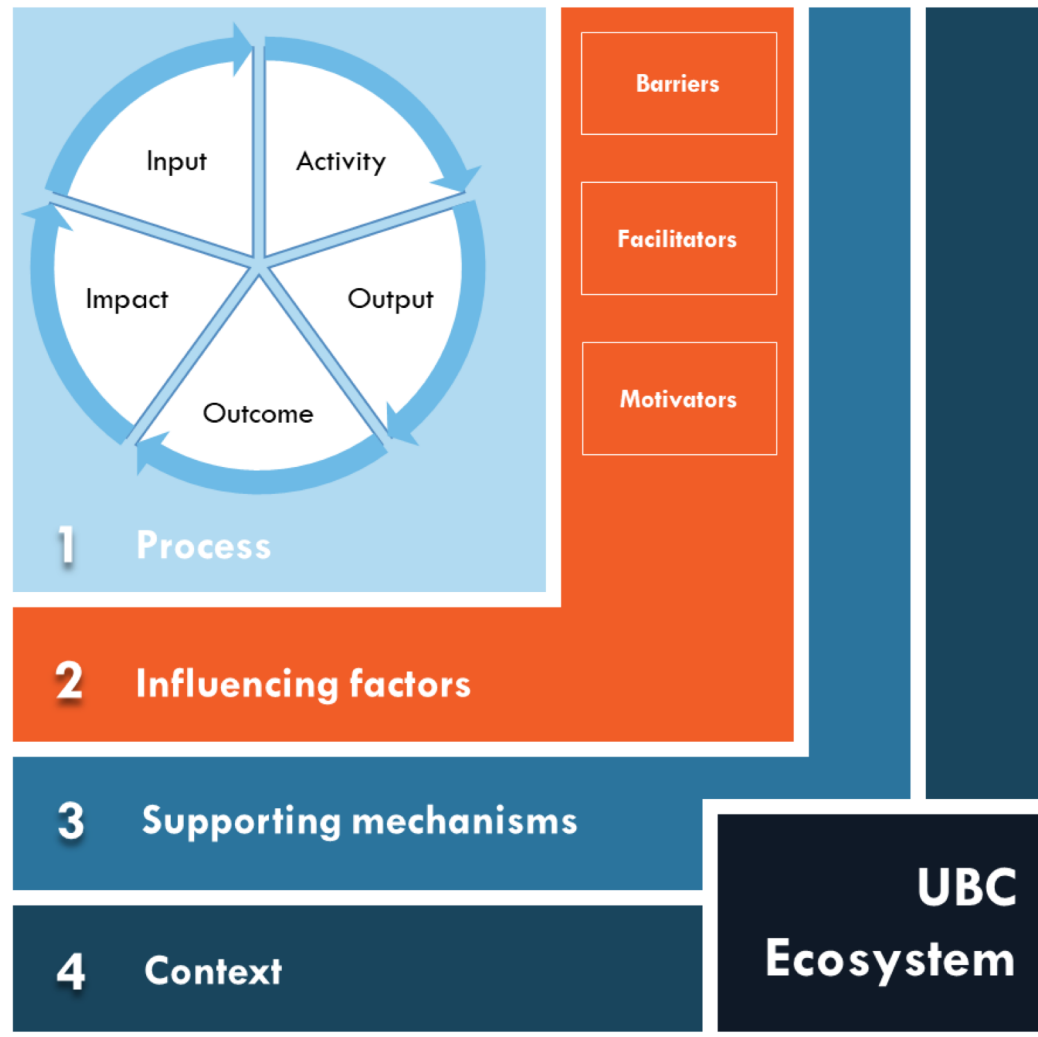 Input
Activity
Impact
Output
Outcome
1 Process
Barriers
Facilitators
Motivators
2 Influencing factors
3 Supporting mechanisms
4 Context
UBC
Ecosystem